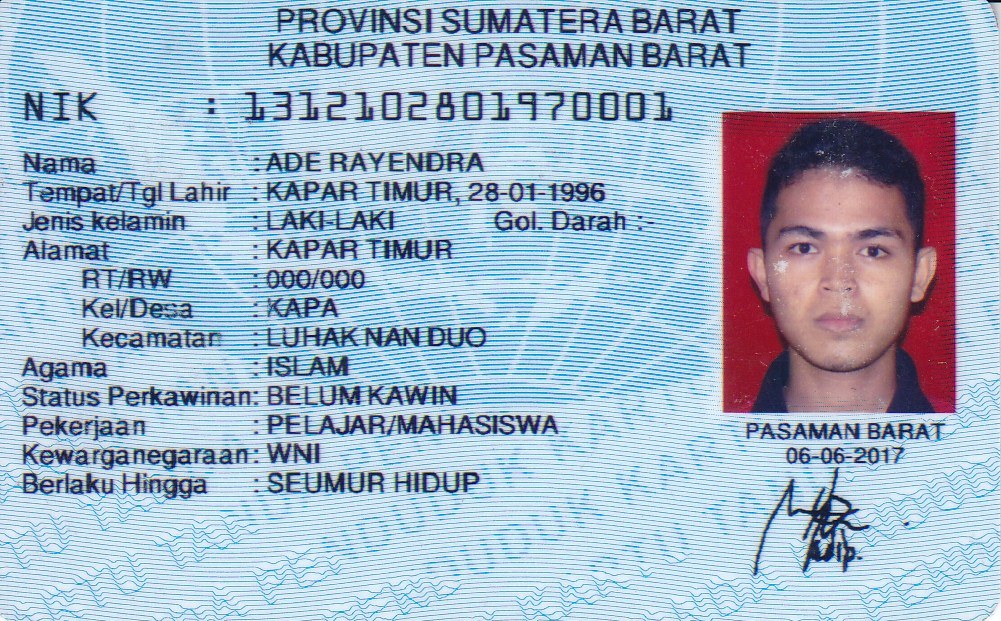 PROVINSI SUMATERA BARAT
KABUPATEN PASAMAN BARAT
NIK : 1312102801970001
Nama : ADE RAYENDRA
Tempat/Tgl Lahir : KAPAR TIMUR, 28-01-1996
Jenis kelamin : LAKI-LAKI Gol. Darah :-
Alamat : KAPAR TIMUR
RT/RW : 000/000
Kel/Desa : KAPA
Kecamatan : LUHAK NAN DUO
Agama : ISLAM
Status Perkawinan: BELUM KAWIN
Pekerjaan : PELAJAR/MAHASISWA
Kewarganegaraan: WNI
Berlaku Hingga : SEUMUR HIDUP
PASAMAN BARAT
06-06-2017